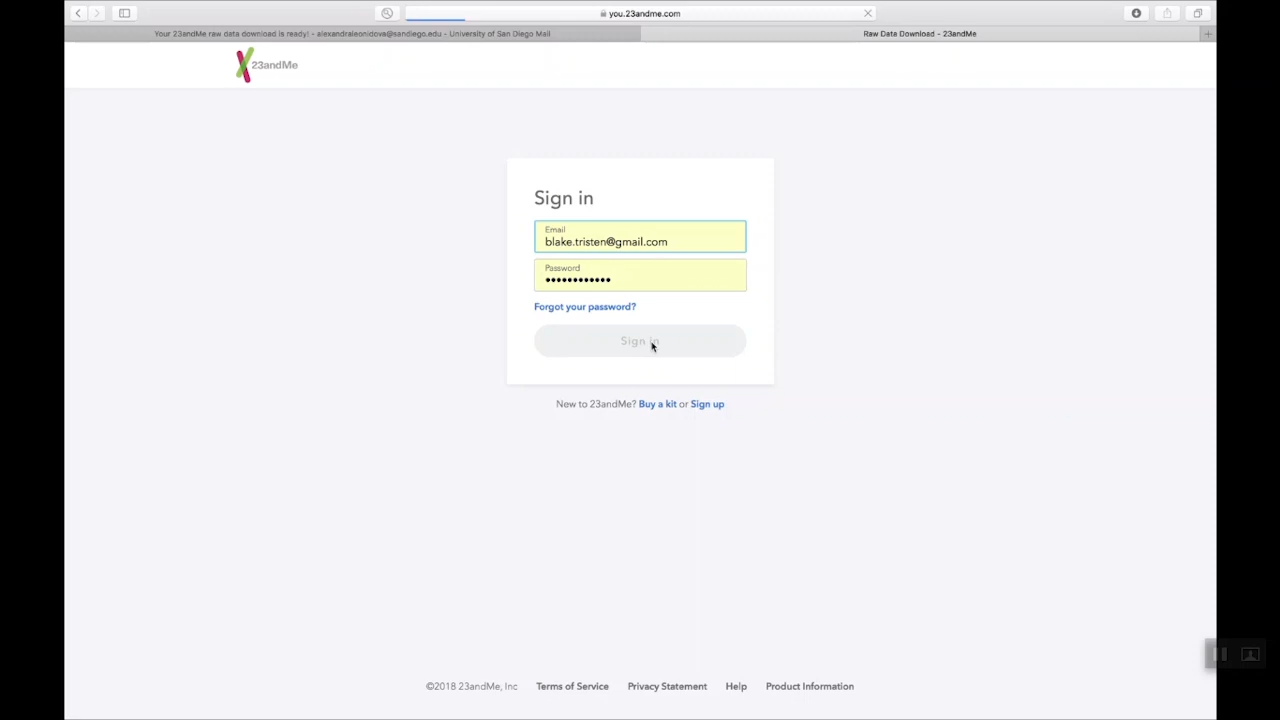 you.23andme.com
Your 23andMe raw data download is ready! - alexandraleonidova@sandiego.edu - University of San Diego Mail
Raw Data Download - 23andMe
23andMe
Sign in
Email
blake.tristen@gmail.com
Password
••••••••••••
Forgot your password?
Sign in
New to 23andMe? Buy a kit or Sign up
©2018 23andMe, Inc Terms of Service Privacy Statement Help Product Information